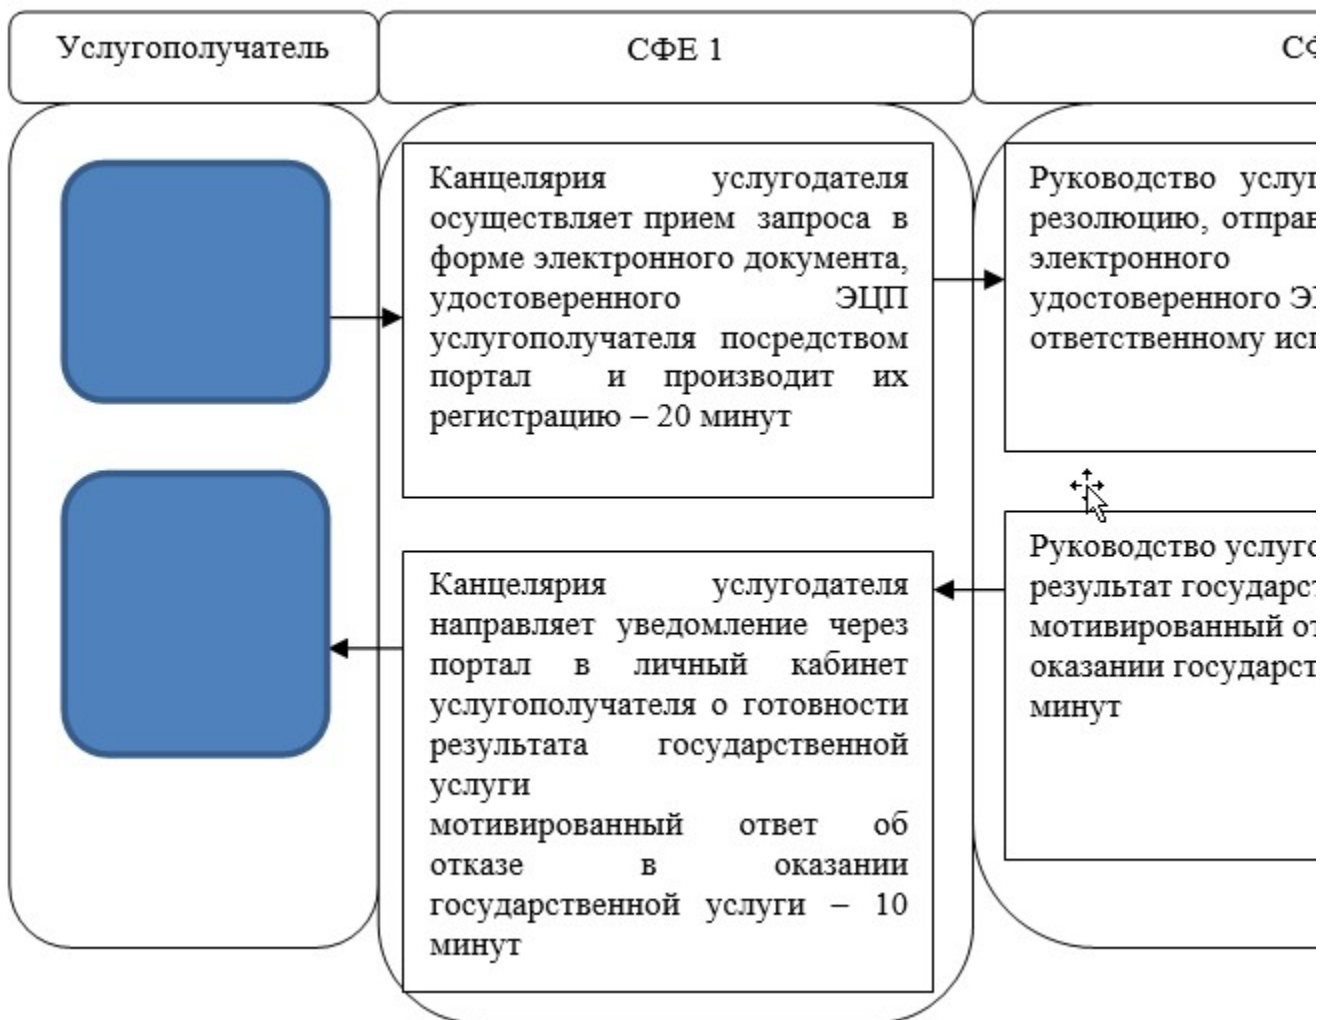 Услугополучатель
СФЕ 1
Канцелярия услугодателя
осуществляет прием запроса в
форме электронного документа,
удостоверенного ЭЦП
услугополучателя посредством
портал и производит их
регистрацию – 20 минут
Руководство
резолюцию,
электронного
удостоверенного
ответственному
Канцелярия услугодателя
направляет уведомление через
портал в личный кабинет
услугополучателя о готовности
результата государственной
услуги
мотивированный ответ об
отказе в оказании
государственной услуги – 10
минут
Руководство
результат
мотивированный
оказании
минут